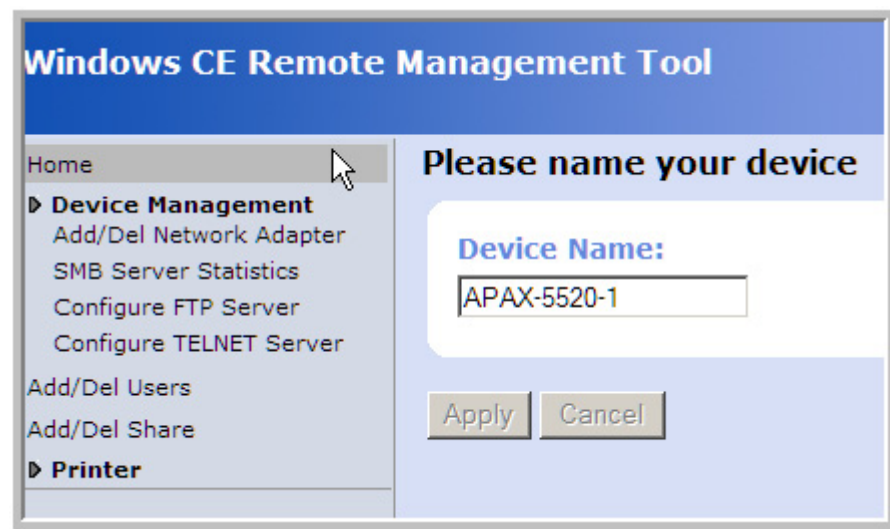 Windows CE Remote Management Tool
Home
Device Management
Add/Del Network Adapter
SMB Server Statistics
Configure FTP Server
Configure TELNET Server
Add/Del Users
Add/Del Share
Printer
Please name your device
Device Name:
APAX-5520-1
Apply
Cancel